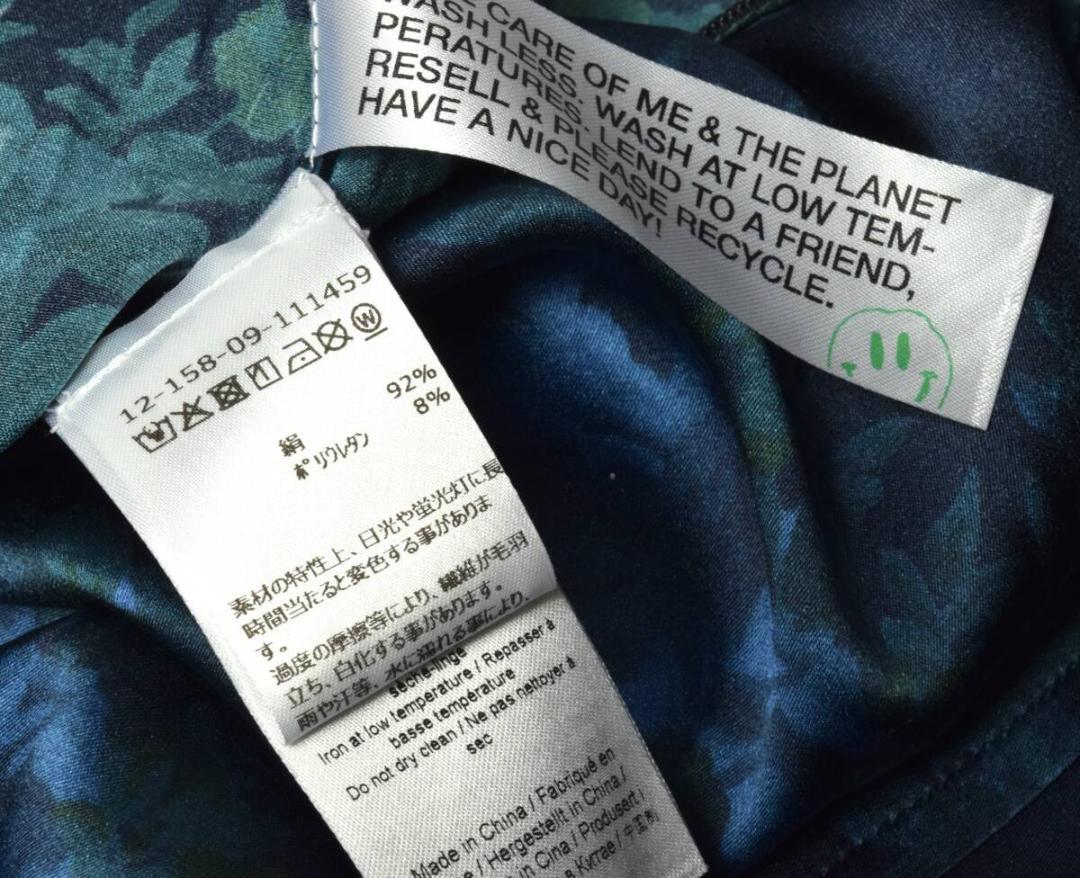 E CARE OF ME & THE PLANET
WASH LESS. WASH AT LOW TEM-
PERATURES. LEND TO A FRIEND,
RESELL & PLEASE RECYCLE.
HAVE A NICE DAY!
12-158-09-111459
W
92%
8%
絹
ポリウレタン
素材の特性上、日光や蛍光灯に長
時間当たると変色する事がありま
す。
過度の摩擦等により、繊維が毛羽
立ち、白化する事があります。
雨や汗等、水に濡れる事により、
sèche-linge
Iron at low temperature / Repasser à
basse température
Do not dry clean / Ne pas nettoyer à
sec
Made in China / Fabriqué en
e / Hergestellt in China /
in Cina / Produsert i
в Китае / 中国制